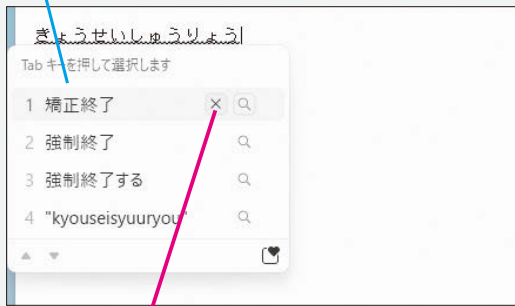 きょうせいしゅうりょう
Tab キーを押して選択します
1 矯正終了
2 強制終了
3 強制終了する
4 "kyouseisyuuryou"